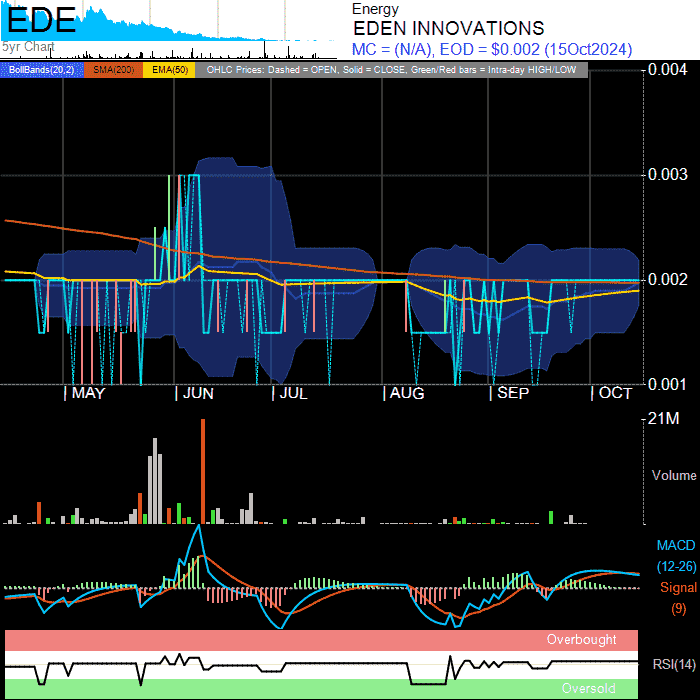 EDE
5yr Chart
Energy
EDEN INNOVATIONS
MC = (N/A), EOD = $0.002 (15Oct2024)
BollBands(20,2) SMA(200) EMA(50) OHLC Prices: Dashed = OPEN, Solid = CLOSE, Green/Red bars = Intra-day HIGH/LOW
0.004
0.003
0.002
0.001
MAY JUN JUL AUG SEP OCT
21M
Volume
MACD
(12-26)
Signal
(9)
Overbought
RSI(14)
Oversold